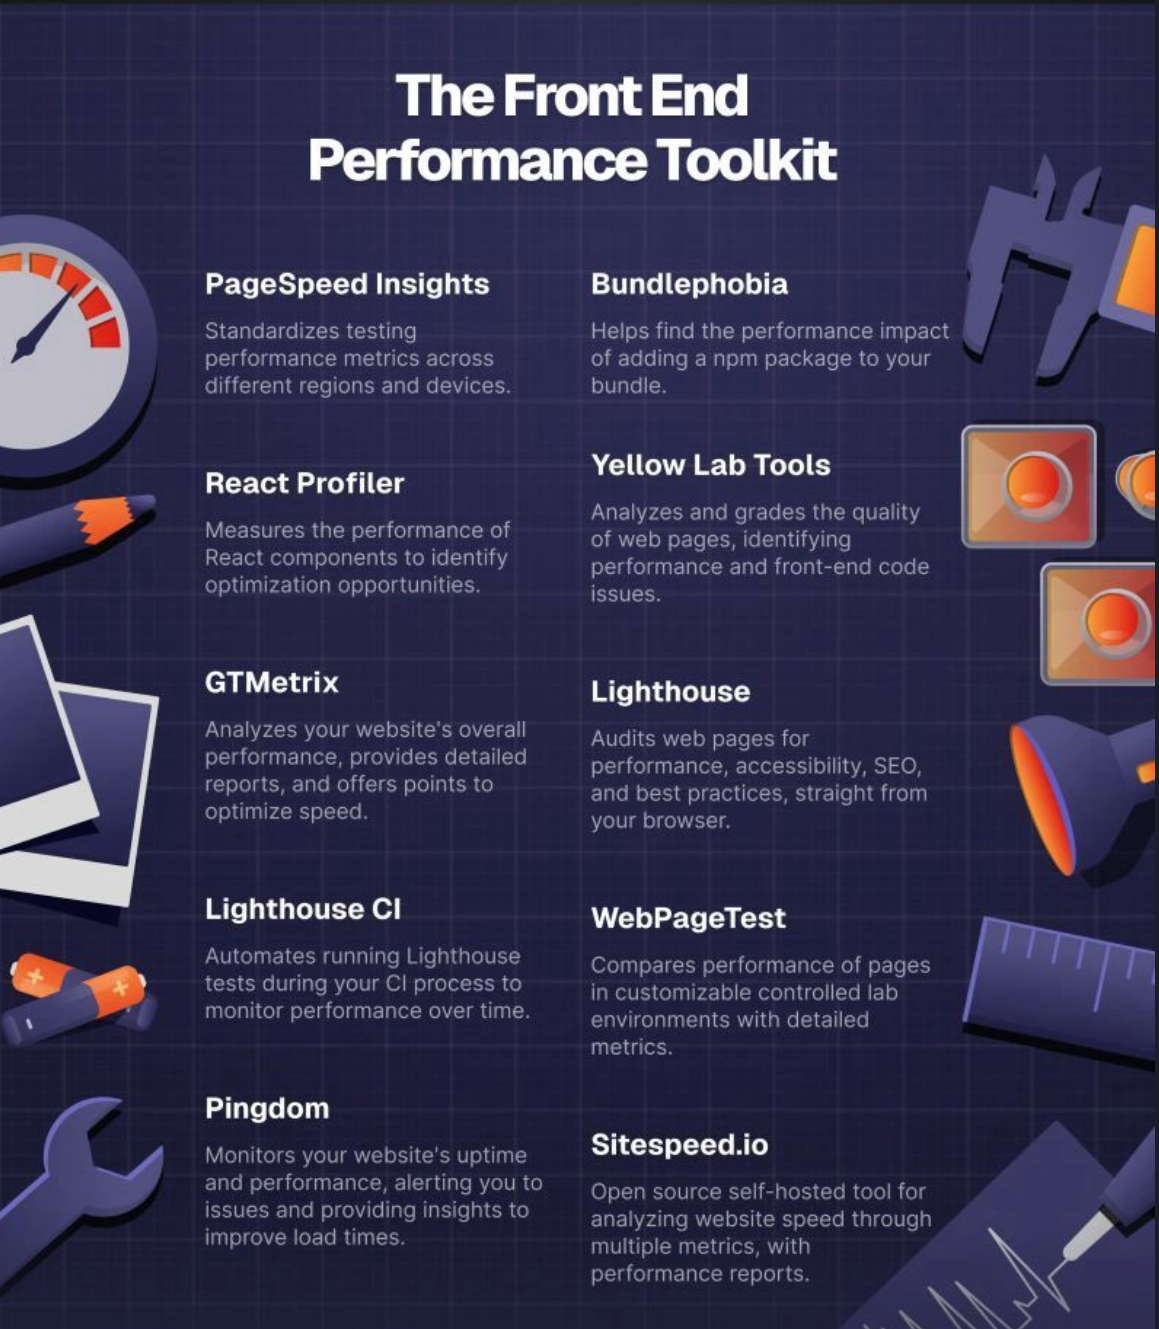 The Front End
Performance Toolkit
PageSpeed Insights
Standardizes testing
performance metrics across
different regions and devices.
React Profiler
Measures the performance of
React components to identify
optimization opportunities.
GTMetrix
Analyzes your website's overall
performance, provides detailed
reports, and offers points to
optimize speed.
Lighthouse CI
Automates running Lighthouse
tests during your CI process to
monitor performance over time.
Pingdom
Monitors your website's uptime
and performance, alerting you to
issues and providing insights to
improve load times.
Bundlephobia
Helps find the performance impact
of adding a npm package to your
bundle.
Yellow Lab Tools
Analyzes and grades the quality
of web pages, identifying
performance and front-end code
issues.
Lighthouse
Audits web pages for
performance, accessibility, SEO,
and best practices, straight from
your browser.
WebPageTest
Compares performance of pages
in customizable controlled lab
environments with detailed
metrics.
Sitespeed.io
Open source self-hosted tool for
analyzing website speed through
multiple metrics, with
performance reports.